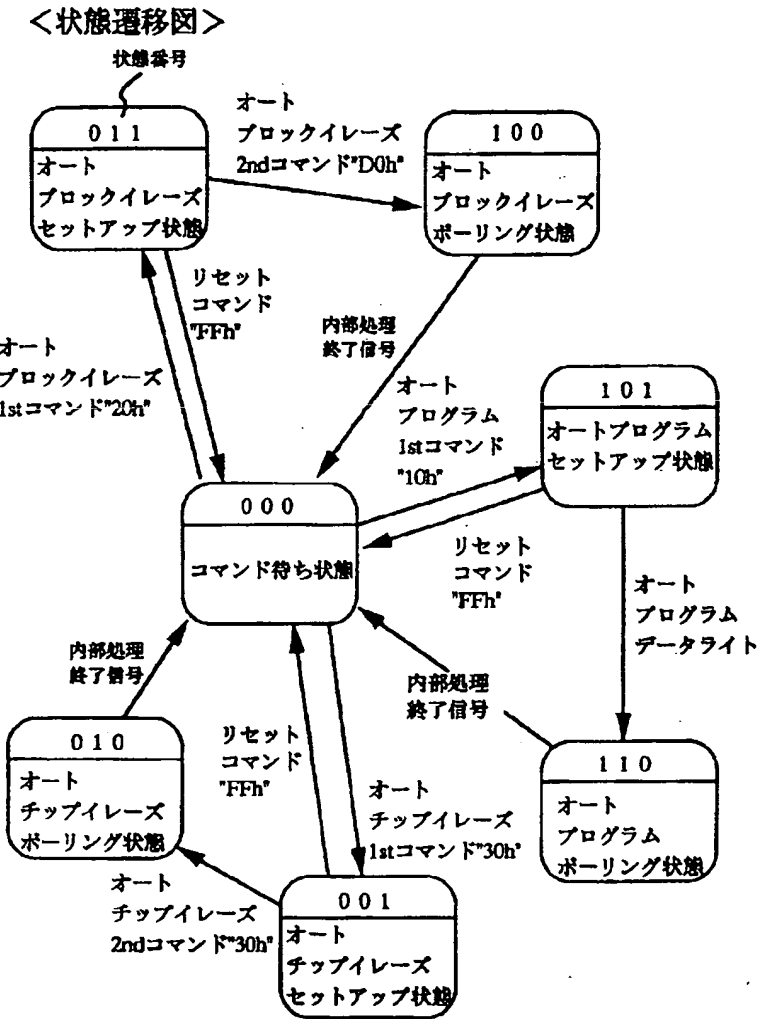 ＜状態遷移図＞
状態番号
011
オート
ブロックイレーズ
セットアップ状態
オート
ブロックイレーズ
2ndコマンド"D0h"
100
オート
ブロックイレーズ
ポーリング状態
リセット
コマンド
"FFh"
内部処理
終了信号
オート
ブロックイレーズ
1stコマンド"20h"
オート
プログラム
1stコマンド
"10h"
101
オートプログラム
セットアップ状態
000
コマンド待ち状態
リセット
コマンド
"FFh"
オート
プログラム
データライト
内部処理
終了信号
内部処理
終了信号
010
オート
チップイレーズ
ポーリング状態
リセット
コマンド
"FFh"
オート
チップイレーズ
1stコマンド"30h"
110
オート
プログラム
ポーリング状態
オート
チップイレーズ
2ndコマンド"30h"
001
オート
チップイレーズ
セットアップ状態